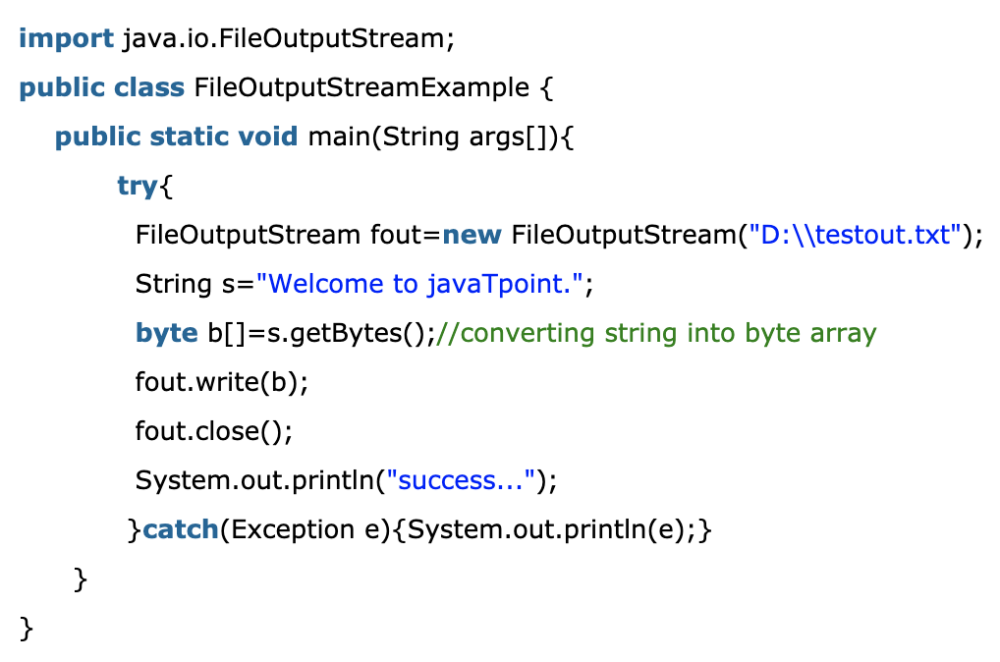 import java.io.FileOutputStream;
public class FileOutputStreamExample {
public static void main(String args[]){
try{
FileOutputStream fout=new FileOutputStream("D:\\testout.txt");
String s="Welcome to javaTpoint.";
byte b[]=s.getBytes();//converting string into byte array
fout.write(b);
fout.close();
System.out.println("success...");
}catch(Exception e){System.out.println(e);}
}
}